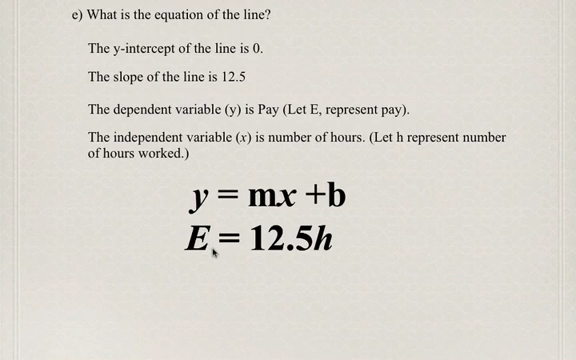 e) What is the equation of the line?
The y-intercept of the line is 0.
The slope of the line is 12.5
The dependent variable (y) is Pay (Let E, represent pay).
The independent variable (x) is number of hours. (Let h represent number
of hours worked.)
y = mx +b
E = 12.5h